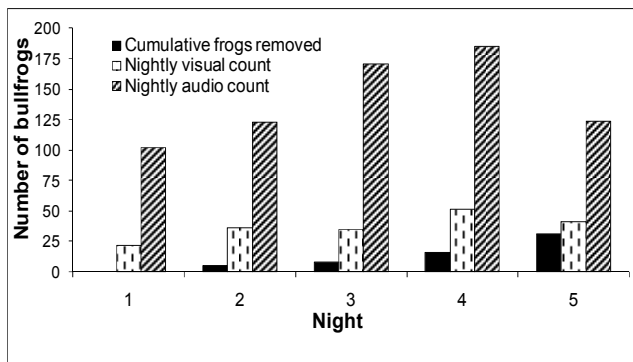 Number of bullfrogs
200
175
150
125
100
75
50
25
0
Cumulative frogs removed
Nightly visual count
Nightly audio count
1 2 3 4 5
Night